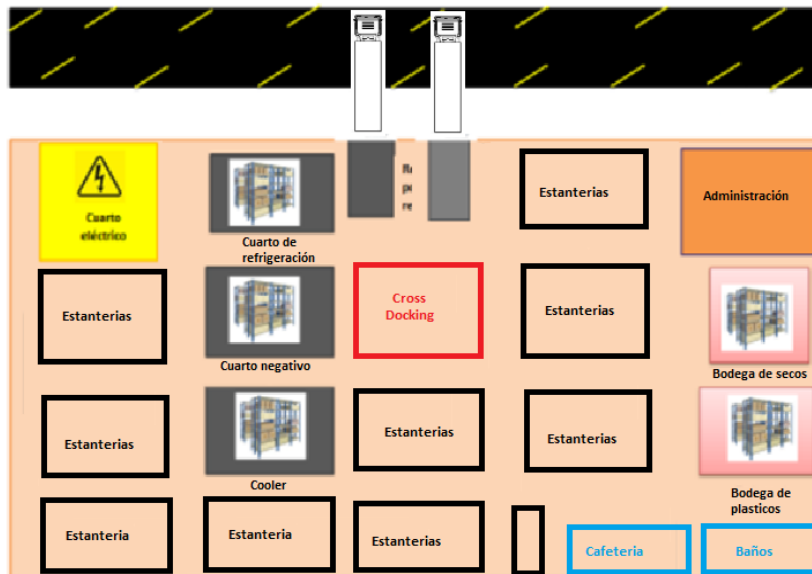 Cuarto
eléctrico
Cuarto de
refrigeración
Estanterias
Administración
Estanterias
Cuarto negativo
Cross
Docking
Estanterias
Bodega de secos
Estanterias
Cooler
Estanterias
Estanterias
Bodega de
plasticos
Estanteria
Estanteria
Estanterias
Cafeteria
Baños